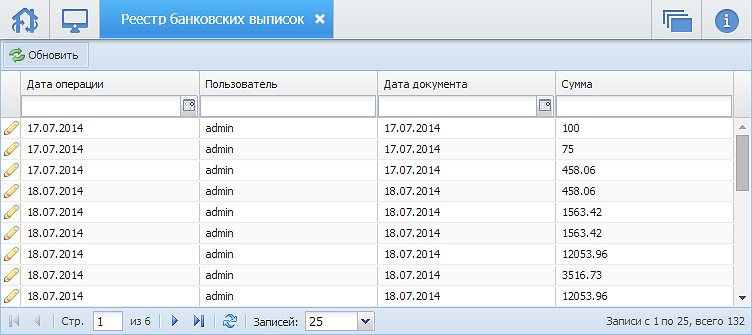 Реестр банковских выписок
Обновить
Дата операции Пользователь Дата документа Сумма
17.07.2014 admin 17.07.2014 100
17.07.2014 admin 17.07.2014 75
17.07.2014 admin 17.07.2014 458.06
18.07.2014 admin 18.07.2014 458.06
18.07.2014 admin 18.07.2014 1563.42
18.07.2014 admin 18.07.2014 1563.42
18.07.2014 admin 18.07.2014 12053.96
18.07.2014 admin 18.07.2014 3516.73
18.07.2014 admin 18.07.2014 12053.96
Стр. 1 из 6 Записей: 25 Записи с 1 по 25, всего 132